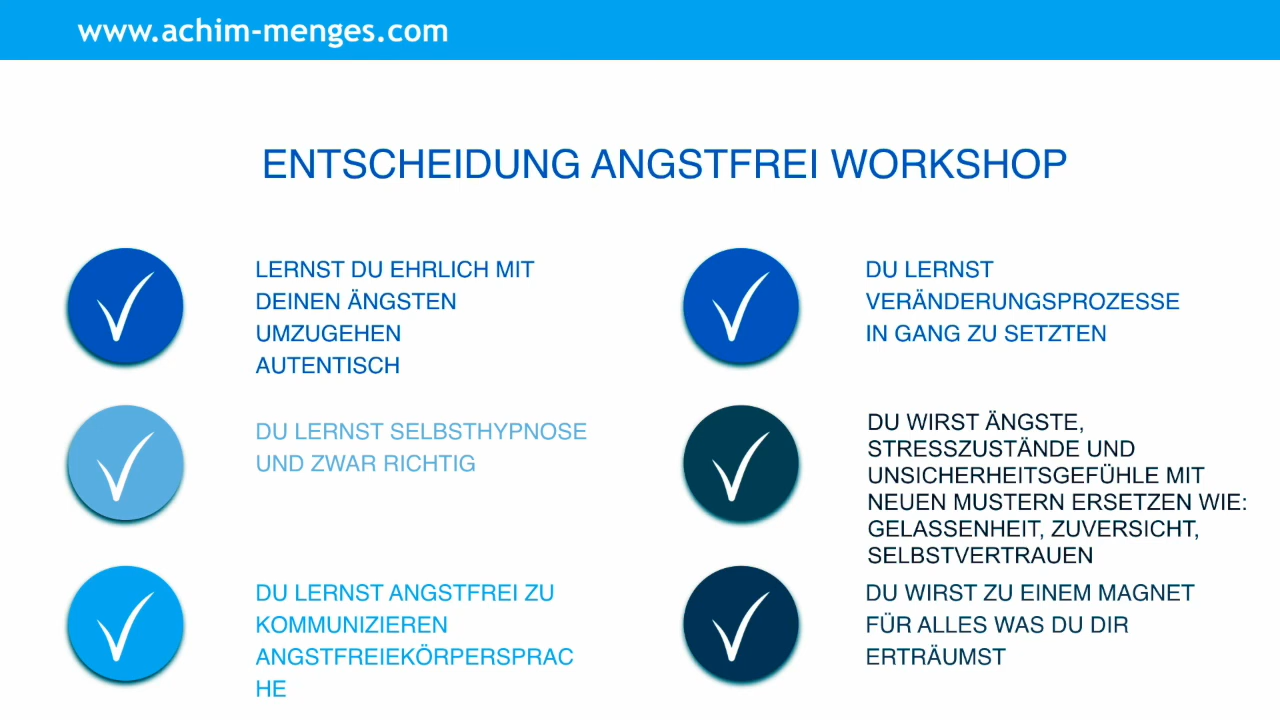 www.achim-menges.com
ENTSCHEIDUNG ANGSTFREI WORKSHOP
LERNST DU EHRLICH MIT
DEINEN ÄNGSTEN
UMZUGEHEN
AUTENTISCH
DU LERNST SELBSTHYPNOSE
UND ZWAR RICHTIG
DU LERNST ANGSTFREI ZU
KOMMUNIZIEREN
ANGSTFREIEKÖRPERSPRAC
HE
DU LERNST
VERÄNDERUNGSPROZESSE
IN GANG ZU SETZTEN
DU WIRST ÄNGSTE,
STRESSZUSTÄNDE UND
UNSICHERHEITSGEFÜHLE MIT
NEUEN MUSTERN ERSETZEN WIE:
GELASSENHEIT, ZUVERSICHT,
SELBSTVERTRAUEN
DU WIRST ZU EINEM MAGNET
FÜR ALLES WAS DU DIR
ERTRÄUMST